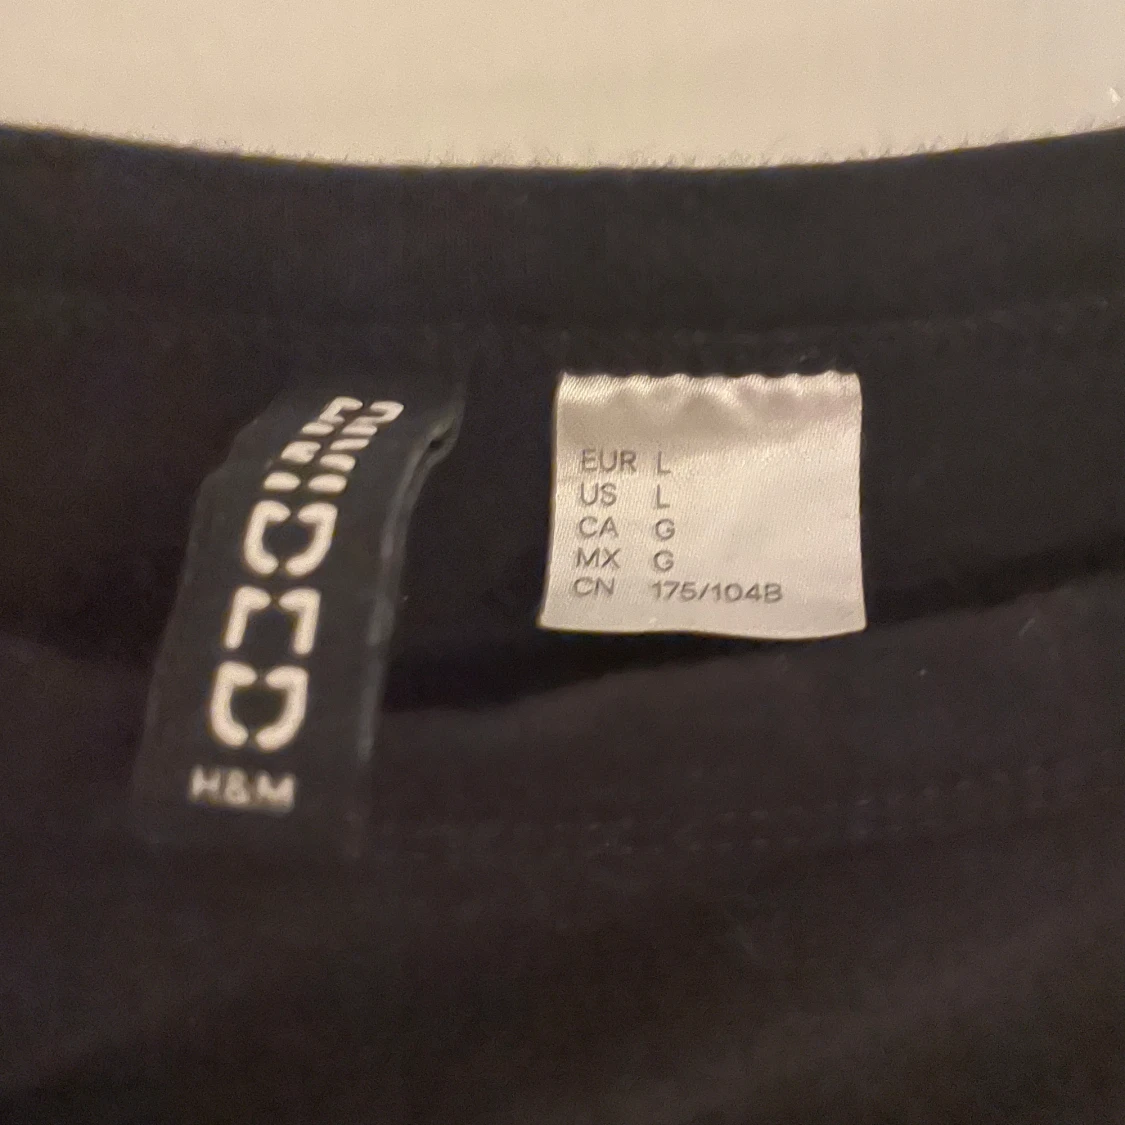 H&M
EUR L
US L
CA G
MX G
CN 175/104B